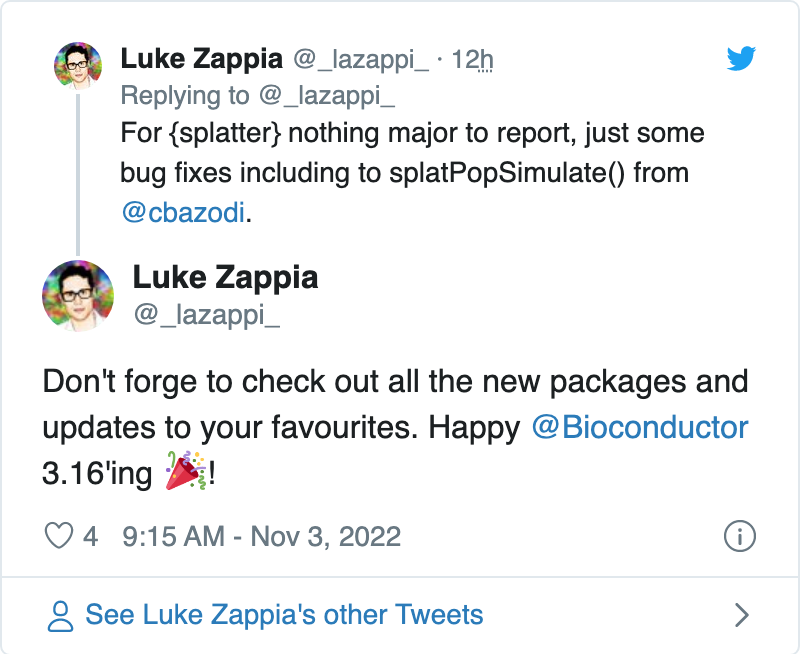 Luke Zappia @_lazappi_ · 12h
Replying to @_lazappi_
For {splatter} nothing major to report, just some
bug fixes including to splatPopSimulate() from
@cbazodi.
Luke Zappia
@_lazappi_
Don't forge to check out all the new packages and
updates to your favourites. Happy @Bioconductor
3.16'ing 🎉!
4 9:15 AM - Nov 3, 2022
See Luke Zappia's other Tweets